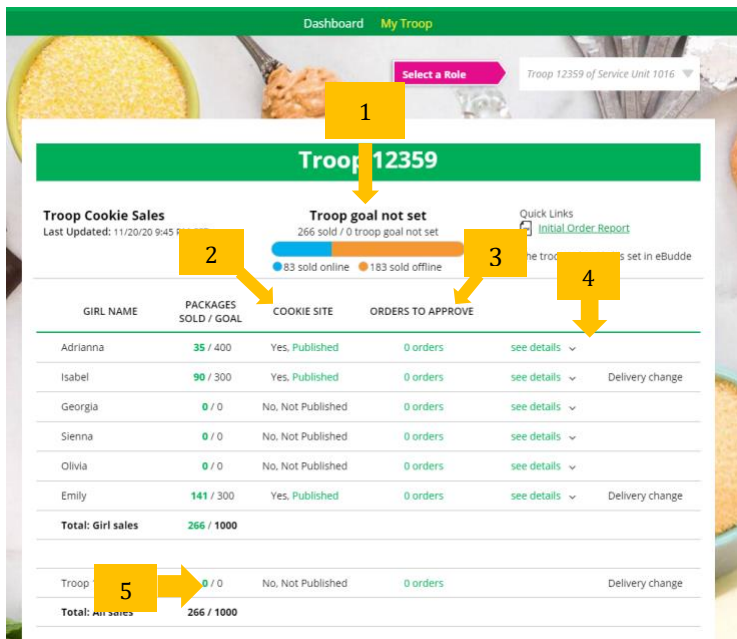 Dashboard My Troop
Select a Role
Troop 12359 of Service Unit 1016
1
Troop 12359
Troop Cookie Sales
Last Updated: 11/20/20 9:45
Troop goal not set
266 sold / 0 troop goal not set
83 sold online 183 sold offline
Quick Links
Initial Order Report
set in eBudde
2
3
4
GIRL NAME PACKAGES SOLD / GOAL COOKIE SITE ORDERS TO APPROVE
Adrianna 35 / 400 Yes, Published 0 orders see details
Isabel 90 / 300 Yes, Published 0 orders see details Delivery change
Georgia 0 / 0 No, Not Published 0 orders see details
Sienna 0 / 0 No, Not Published 0 orders see details
Olivia 0 / 0 No, Not Published 0 orders see details
Emily 141 / 300 Yes, Published 0 orders see details Delivery change
Total: Girl sales 266 / 1000
5
Troop 0 / 0 No, Not Published 0 orders Delivery change
Total: All sales 266 / 1000